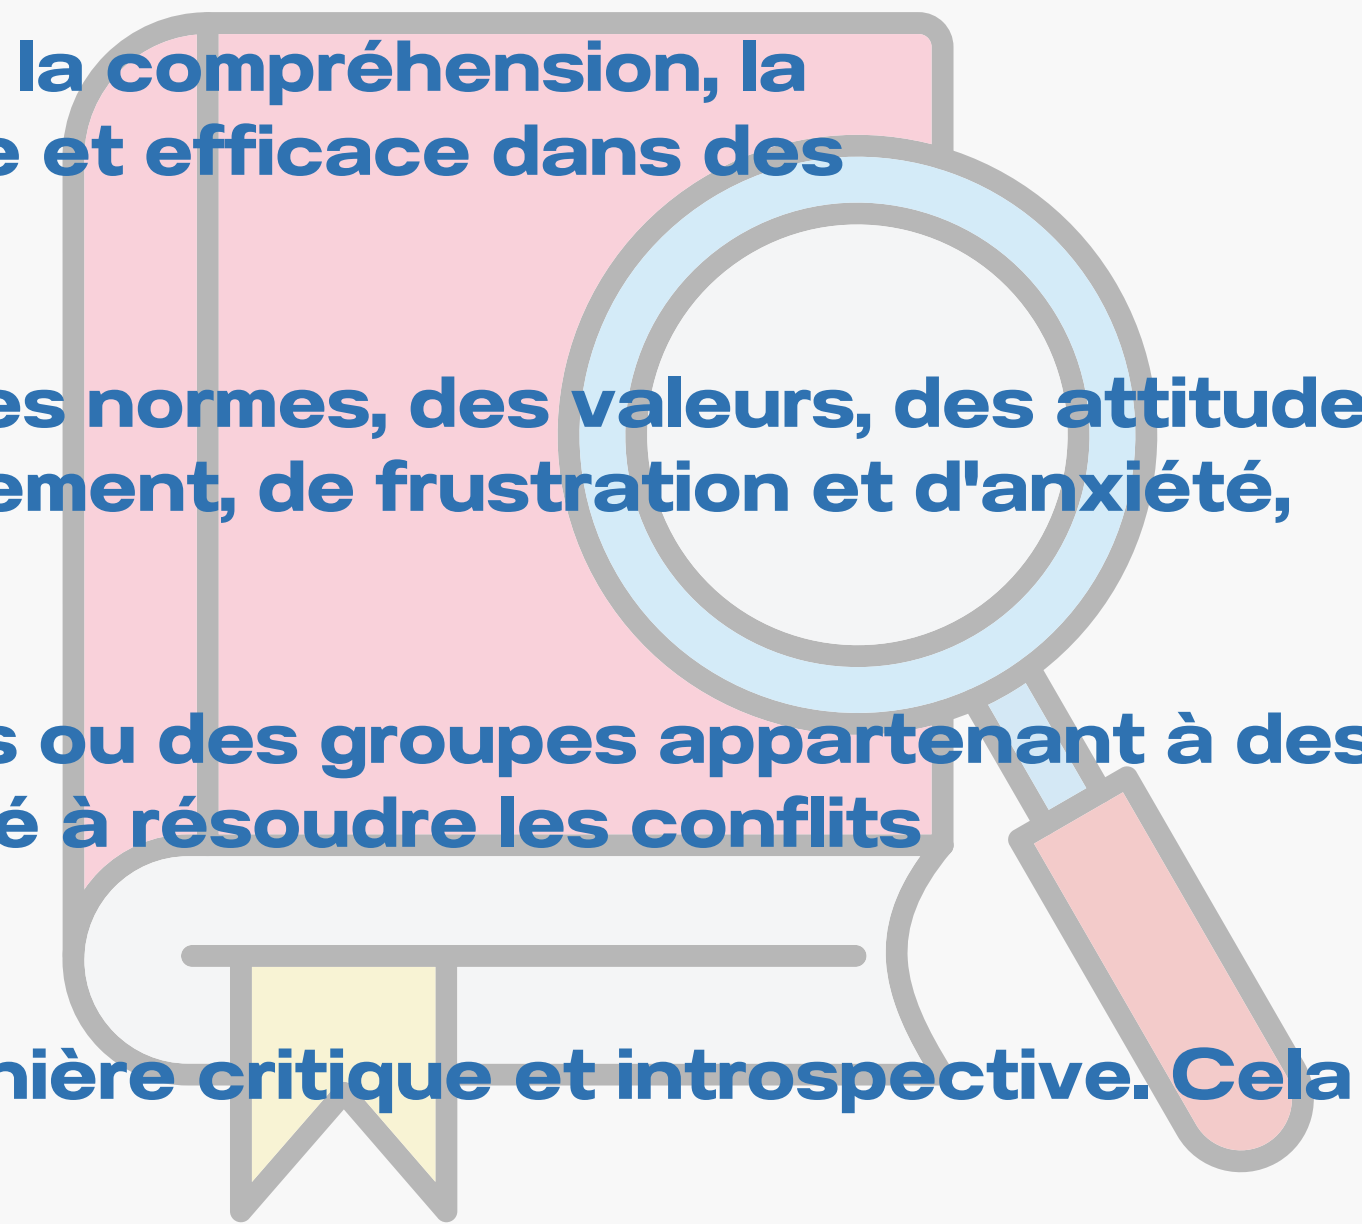 la compréhension, la
e et efficace dans des
es normes, des valeurs, des attitude
ement, de frustration et d'anxiété,
s ou des groupes appartenant à des
é à résoudre les conflits
nière critique et introspective. Cela